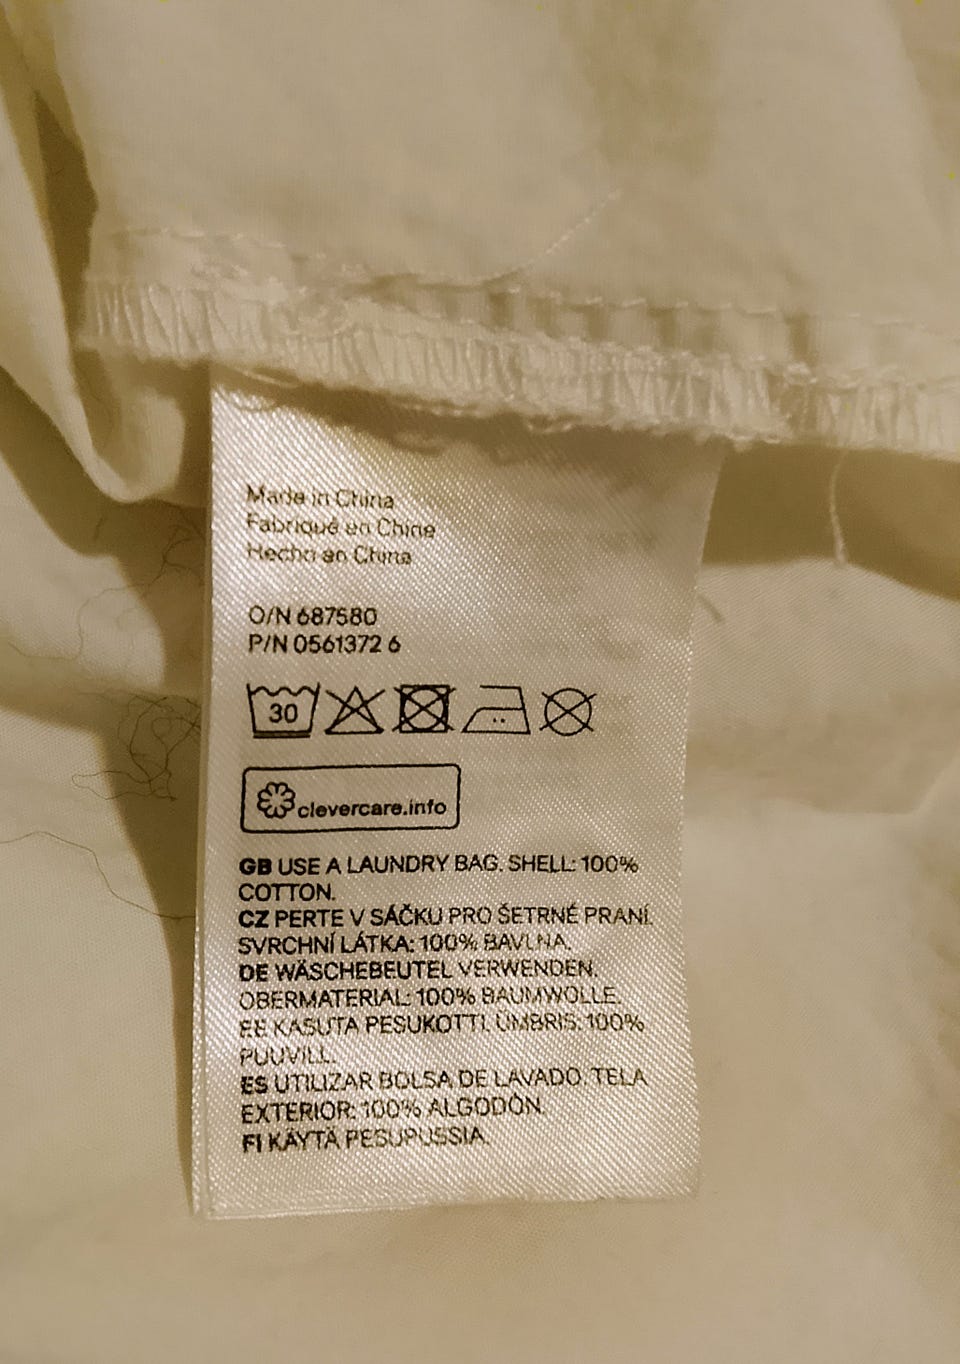 Made in China
Fabriqué en Chine
Hecho en China
O/N 687580
P/N 0561372 6
30
clevercare.info
GB USE A LAUNDRY BAG. SHELL: 100%
COTTON.
CZ PERTE V SÁČKU PRO ŠETRNÉ PRANÍ.
SVRCHNÍ LÁTKA: 100% BAVLNA.
DE WÄSCHEBEUTEL VERWENDEN.
OBERMATERIAL: 100% BAUMWOLLE.
EE KASUTA PESUKOTTI. ÜMBRIS: 100%
PUUVILL.
ES UTILIZAR BOLSA DE LAVADO. TELA
EXTERIOR: 100% ALGODÓN.
FI KÄYTÄ PESUPUSSIA.